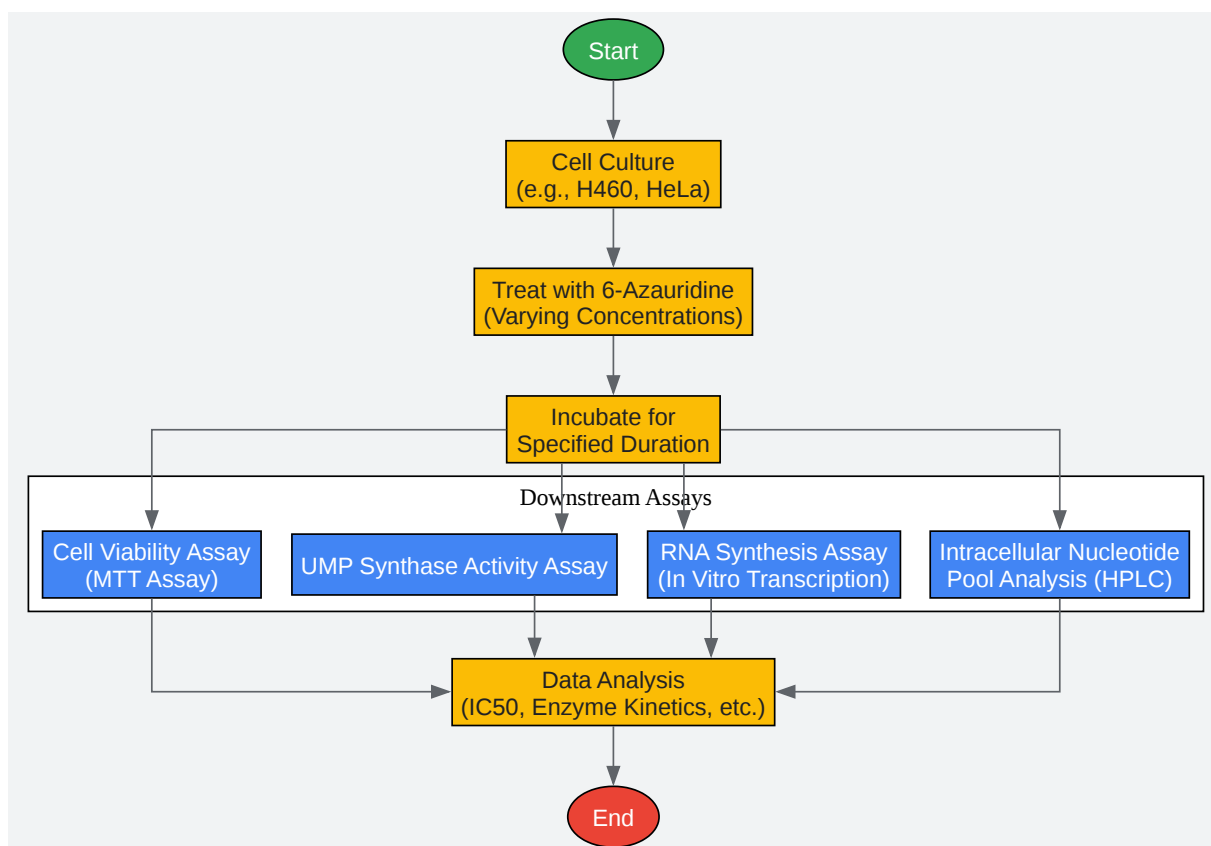 Start
Cell Culture
(e.g., H460, HeLa)
Treat with 6-Azauridine
(Varying Concentrations)
Incubate for
Specified Duration
Downstream Assays
Cell Viability Assay
(MTT Assay)
UMP Synthase Activity Assay
RNA Synthesis Assay
(In Vitro Transcription)
Intracellular Nucleotide
Pool Analysis (HPLC)
Data Analysis
(IC50, Enzyme Kinetics, etc.)
End